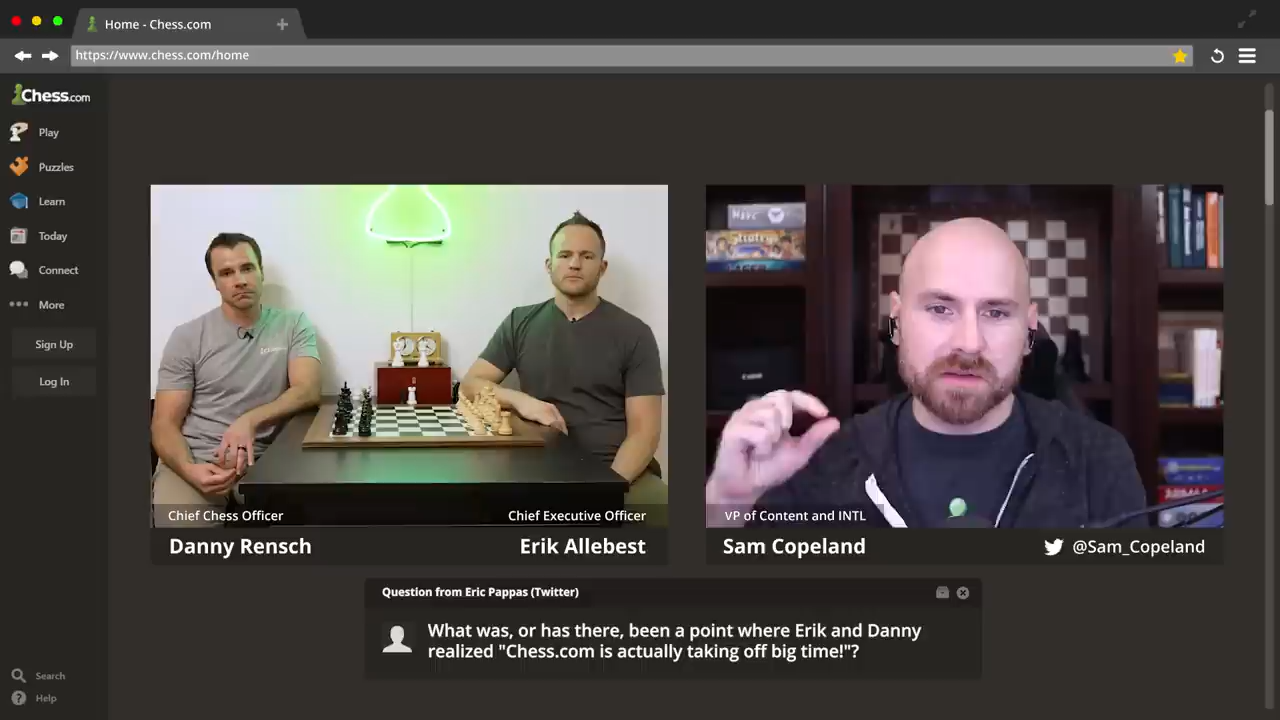 Home - Chess.com
https://www.chess.com/home
Chess.com
Play
Puzzles
Learn
Today
Connect
More
Sign Up
Log In
Search
Help
Stratego
Canon
Chief Chess Officer
Chief Executive Officer
Danny Rensch
Erik Allebest
VP of Content and INTL
Sam Copeland
@Sam_Copeland
Question from Eric Pappas (Twitter)
What was, or has there, been a point where Erik and Danny
realized "Chess.com is actually taking off big time!"?